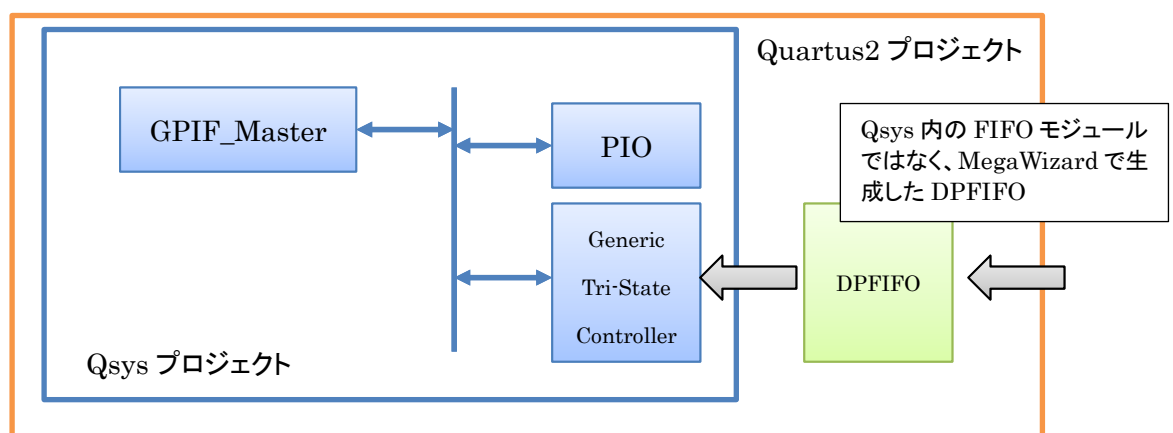 Quartus2 プロジェクト
GPIF_Master
PIO
Qsys 内の FIFO モジュール
ではなく、MegaWizard で生
成した DPFIFO
Generic
Tri-State
Controller
DPFIFO
Qsys プロジェクト